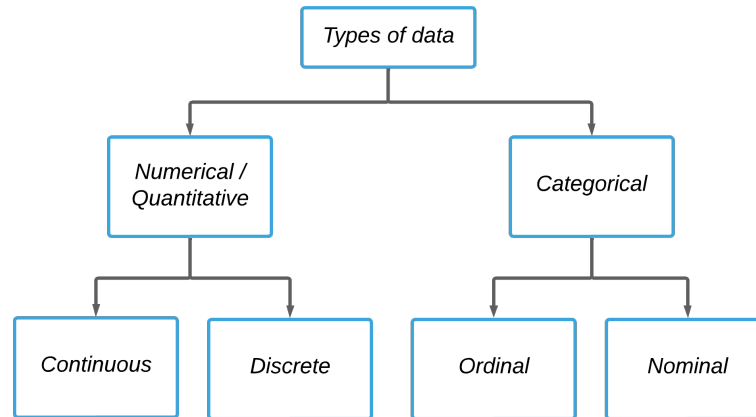 Types of data
Numerical /
Quantitative
Categorical
Continuous
Discrete
Ordinal
Nominal